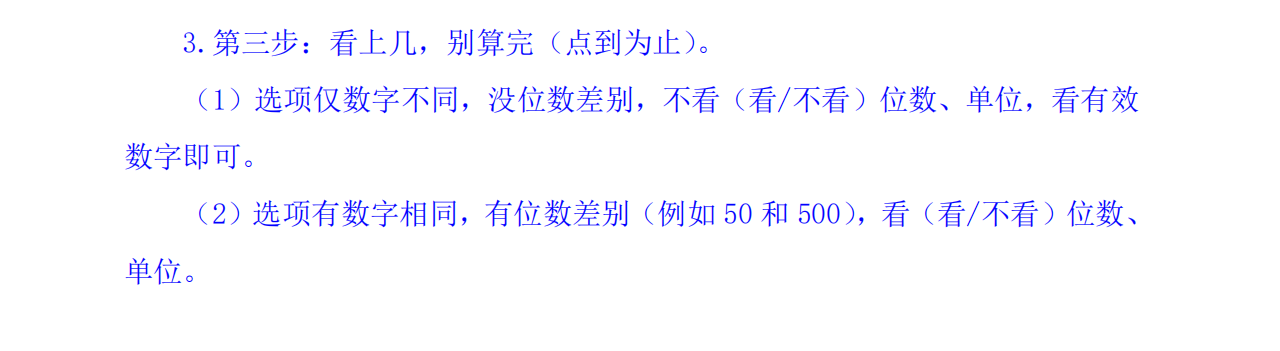 3.第三步：看上几，别算完（点到为止）。
（1）选项仅数字不同，没位数差别，不看（看/不看）位数、单位，看有效
数字即可。
（2）选项有数字相同，有位数差别（例如 50 和 500），看（看/不看）位数、
单位。